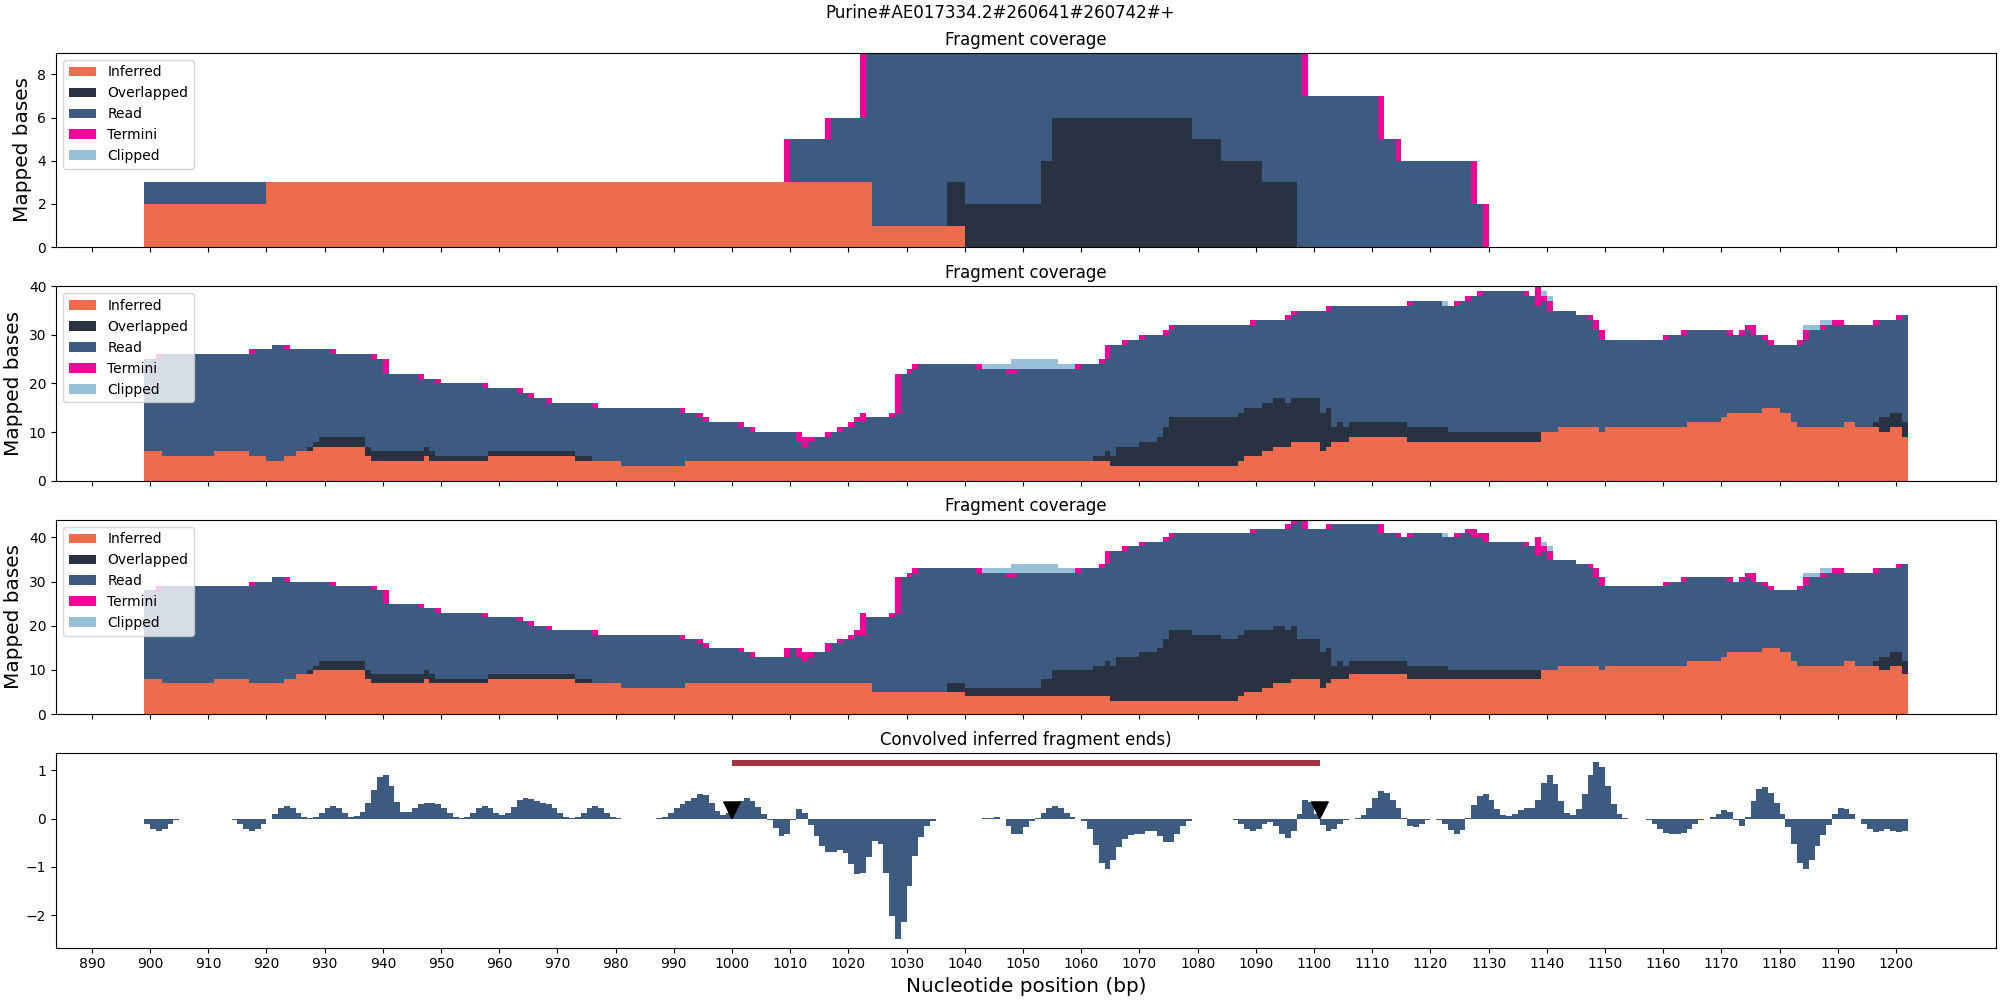 Purine#AE017334.2#260641#260742#+
Fragment coverage
Mapped bases
8
6
4
2
0
Inferred
Overlapped
Read
Termini
Clipped
Fragment coverage
Mapped bases
40
30
20
10
0
Inferred
Overlapped
Read
Termini
Clipped
Fragment coverage
Mapped bases
40
30
20
10
0
Inferred
Overlapped
Read
Termini
Clipped
Convolved inferred fragment ends)
1
0
−1
−2
890 900 910 920 930 940 950 960 970 980 990 1000 1010 1020 1030 1040 1050 1060 1070 1080 1090 1100 1110 1120 1130 1140 1150 1160 1170 1180 1190 1200
Nucleotide position (bp)